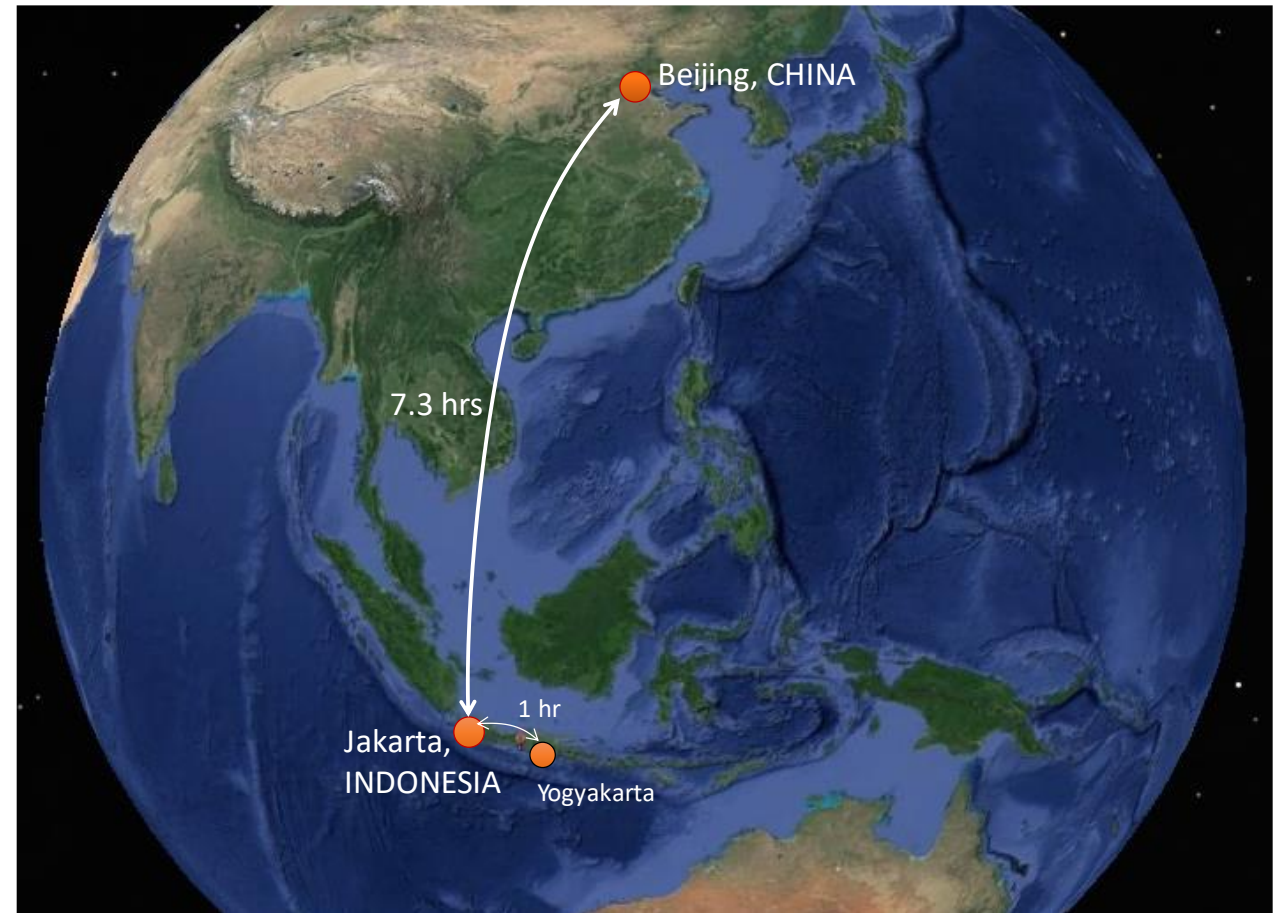 Beijing, CHINA
7.3 hrs
1 hr
Jakarta,
INDONESIA
Yogyakarta